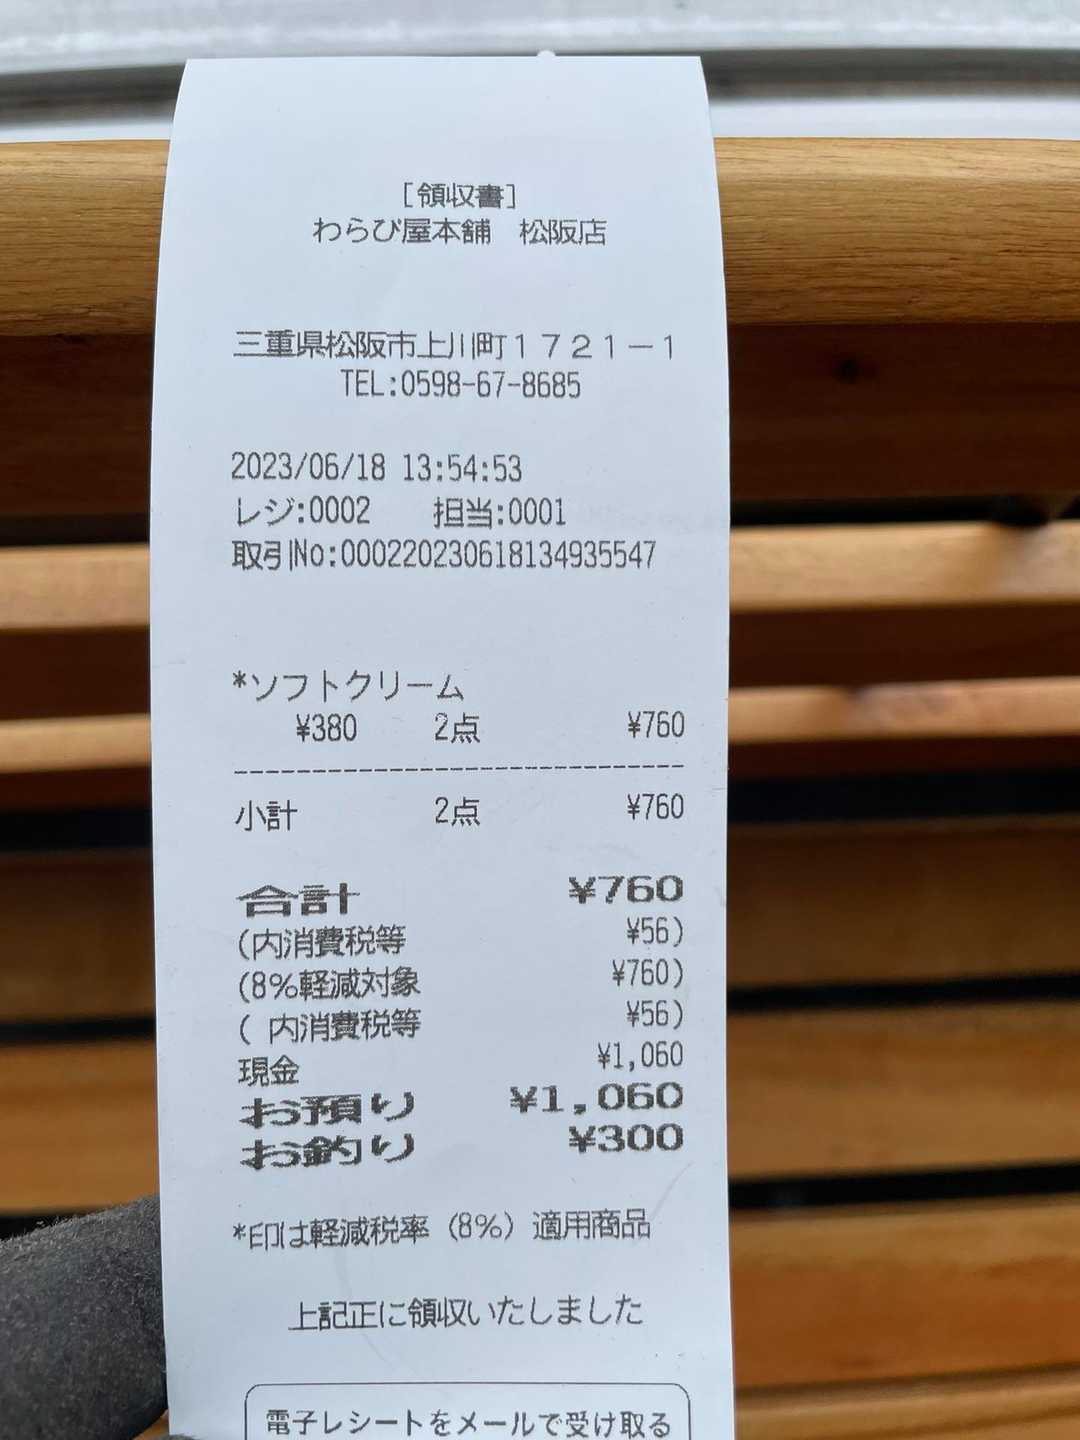 [領収書]
わらび屋本舗　松阪店
三重県松阪市上川町１７２１－１
TEL:0598-67-8685
2023/06/18 13:54:53
レジ:0002　担当:0001
取引No:000220230618134935547
*ソフトクリーム
¥380　2点　¥760
小計　2点　¥760
合計　¥760
(内消費税等　¥56)
(8%軽減対象　¥760)
( 内消費税等　¥56)
現金　¥1,060
お預り　¥1,060
お釣り　¥300
*印は軽減税率（8%）適用商品
上記正に領収いたしました
電子レシートをメールで受け取る